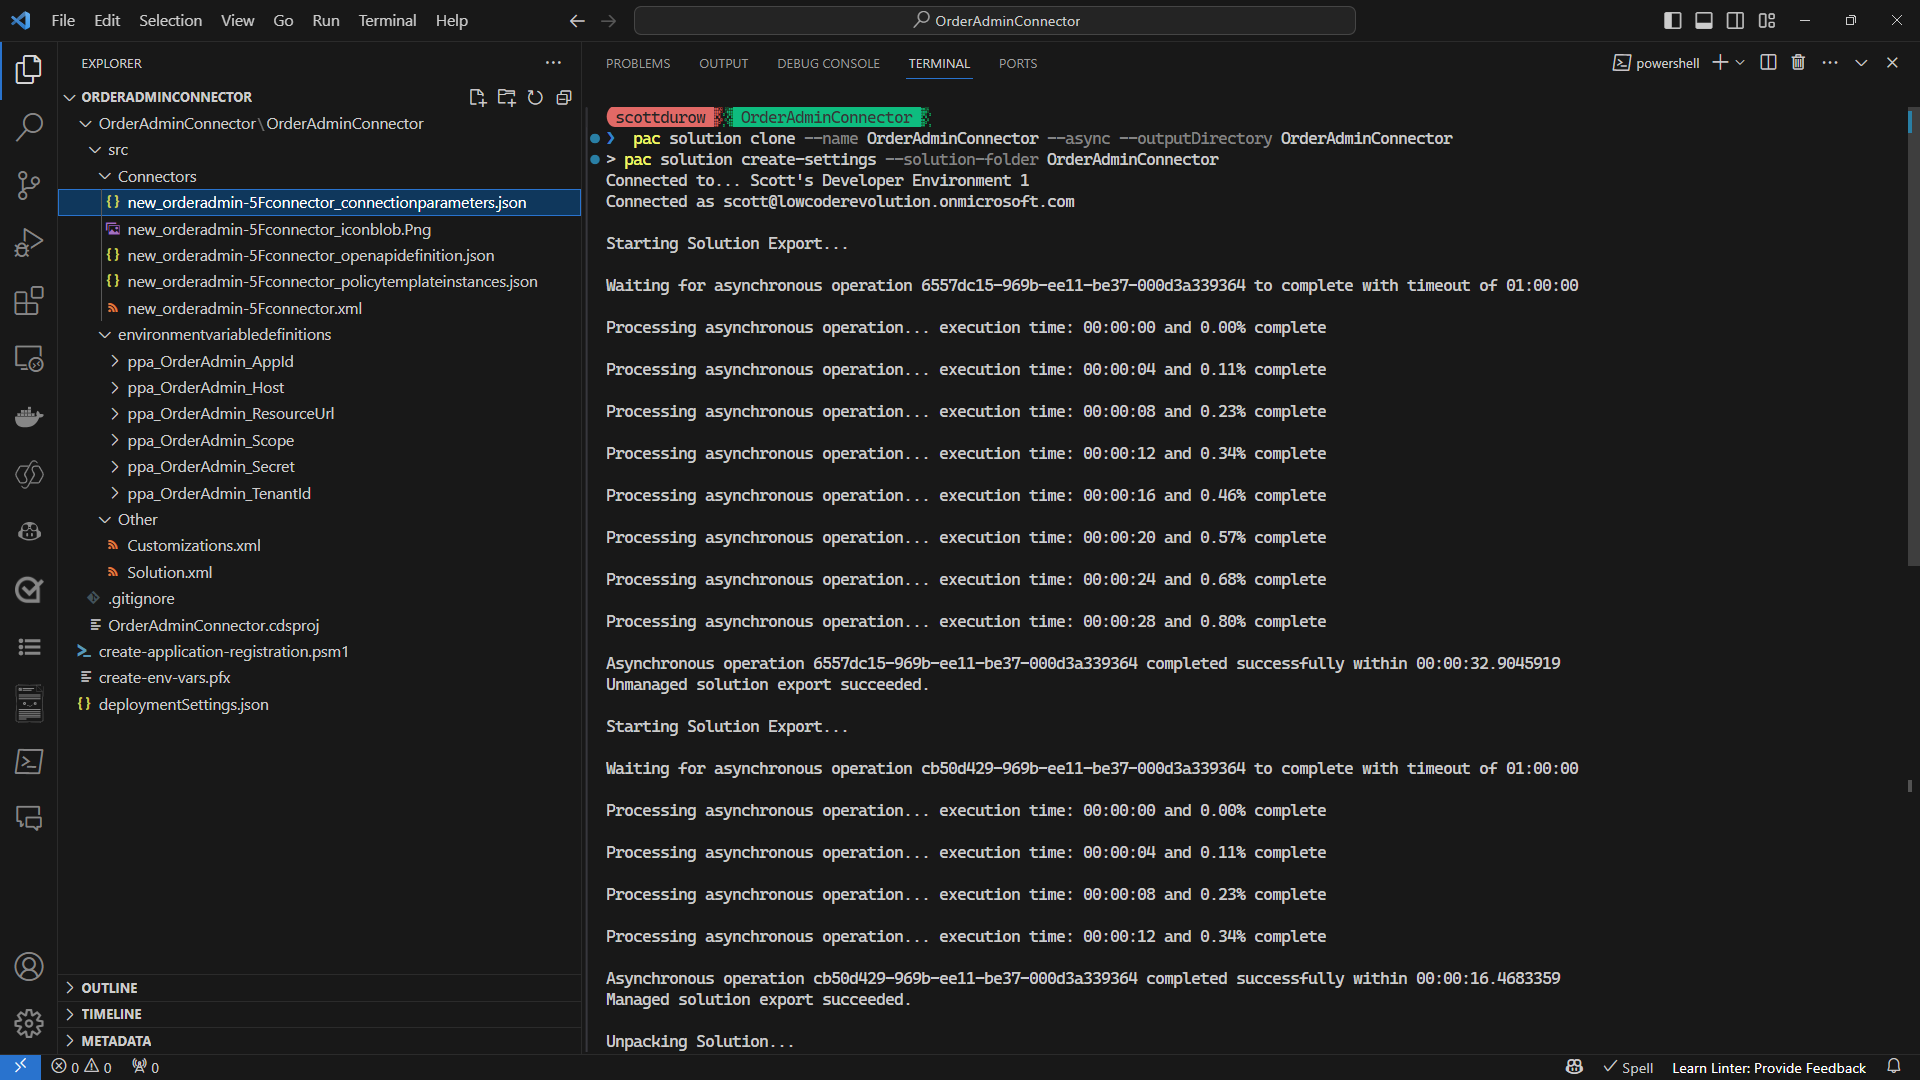 File Edit Selection View Go Run Terminal Help
OrderAdminConnector
EXPLORER
ORDERADMINCONNECTOR
OrderAdminConnector\OrderAdminConnector
src
Connectors
new_orderadmin-5Fconnector_connectionparameters.json
new_orderadmin-5Fconnector_iconblob.Png
new_orderadmin-5Fconnector_openapidefinition.json
new_orderadmin-5Fconnector_policytemplateinstances.json
new_orderadmin-5Fconnector.xml
environmentvariabledefinitions
ppa_OrderAdmin_AppId
ppa_OrderAdmin_Host
ppa_OrderAdmin_ResourceUrl
ppa_OrderAdmin_Scope
ppa_OrderAdmin_Secret
ppa_OrderAdmin_TenantId
Other
Customizations.xml
Solution.xml
.gitignore
OrderAdminConnector.cdsproj
create-application-registration.psm1
create-env-vars.pfx
deploymentSettings.json
OUTLINE
TIMELINE
METADATA
PROBLEMS OUTPUT DEBUG CONSOLE TERMINAL PORTS
powershell
scottdurow OrderAdminConnector
❯ pac solution clone --name OrderAdminConnector --async --outputDirectory OrderAdminConnector
> pac solution create-settings --solution-folder OrderAdminConnector
Connected to... Scott's Developer Environment 1
Connected as scott@lowcoderevolution.onmicrosoft.com
Starting Solution Export...
Waiting for asynchronous operation 6557dc15-969b-ee11-be37-000d3a339364 to complete with timeout of 01:00:00
Processing asynchronous operation... execution time: 00:00:00 and 0.00% complete
Processing asynchronous operation... execution time: 00:00:04 and 0.11% complete
Processing asynchronous operation... execution time: 00:00:08 and 0.23% complete
Processing asynchronous operation... execution time: 00:00:12 and 0.34% complete
Processing asynchronous operation... execution time: 00:00:16 and 0.46% complete
Processing asynchronous operation... execution time: 00:00:20 and 0.57% complete
Processing asynchronous operation... execution time: 00:00:24 and 0.68% complete
Processing asynchronous operation... execution time: 00:00:28 and 0.80% complete
Asynchronous operation 6557dc15-969b-ee11-be37-000d3a339364 completed successfully within 00:00:32.9045919
Unmanaged solution export succeeded.
Starting Solution Export...
Waiting for asynchronous operation cb50d429-969b-ee11-be37-000d3a339364 to complete with timeout of 01:00:00
Processing asynchronous operation... execution time: 00:00:00 and 0.00% complete
Processing asynchronous operation... execution time: 00:00:04 and 0.11% complete
Processing asynchronous operation... execution time: 00:00:08 and 0.23% complete
Processing asynchronous operation... execution time: 00:00:12 and 0.34% complete
Asynchronous operation cb50d429-969b-ee11-be37-000d3a339364 completed successfully within 00:00:16.4683359
Managed solution export succeeded.
Unpacking Solution...
0 0 0
Spell Learn Linter: Provide Feedback